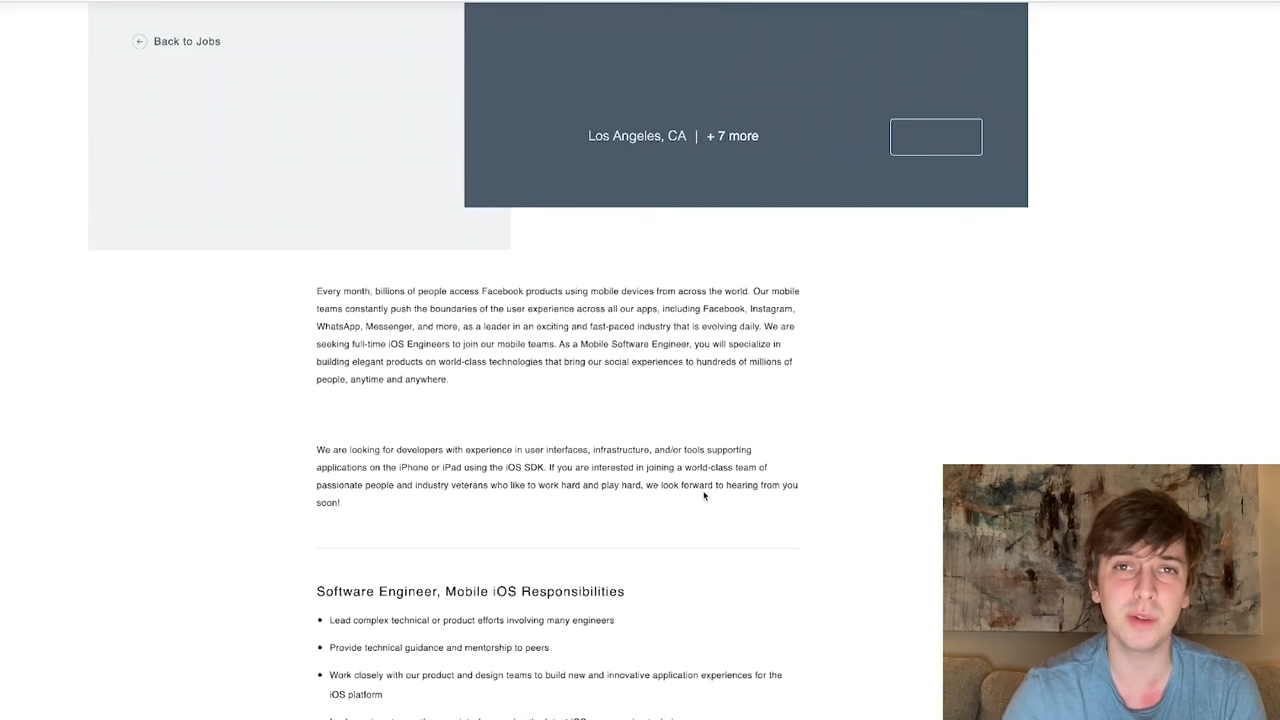 Back to Jobs
Los Angeles, CA | + 7 more
Every month, billions of people access Facebook products using mobile devices from across the world. Our mobile
teams constantly push the boundaries of the user experience across all our apps, including Facebook, Instagram,
WhatsApp, Messenger, and more, as a leader in an exciting and fast-paced industry that is evolving daily. We are
seeking full-time iOS Engineers to join our mobile teams. As a Mobile Software Engineer, you will specialize in
building elegant products on world-class technologies that bring our social experiences to hundreds of millions of
people, anytime and anywhere.
We are looking for developers with experience in user interfaces, infrastructure, and/or tools supporting
applications on the iPhone or iPad using the iOS SDK. If you are interested in joining a world-class team of
passionate people and industry veterans who like to work hard and play hard, we look forward to hearing from you
soon!
Software Engineer, Mobile iOS Responsibilities
• Lead complex technical or product efforts involving many engineers
• Provide technical guidance and mentorship to peers
• Work closely with our product and design teams to build new and innovative application experiences for the
iOS platform